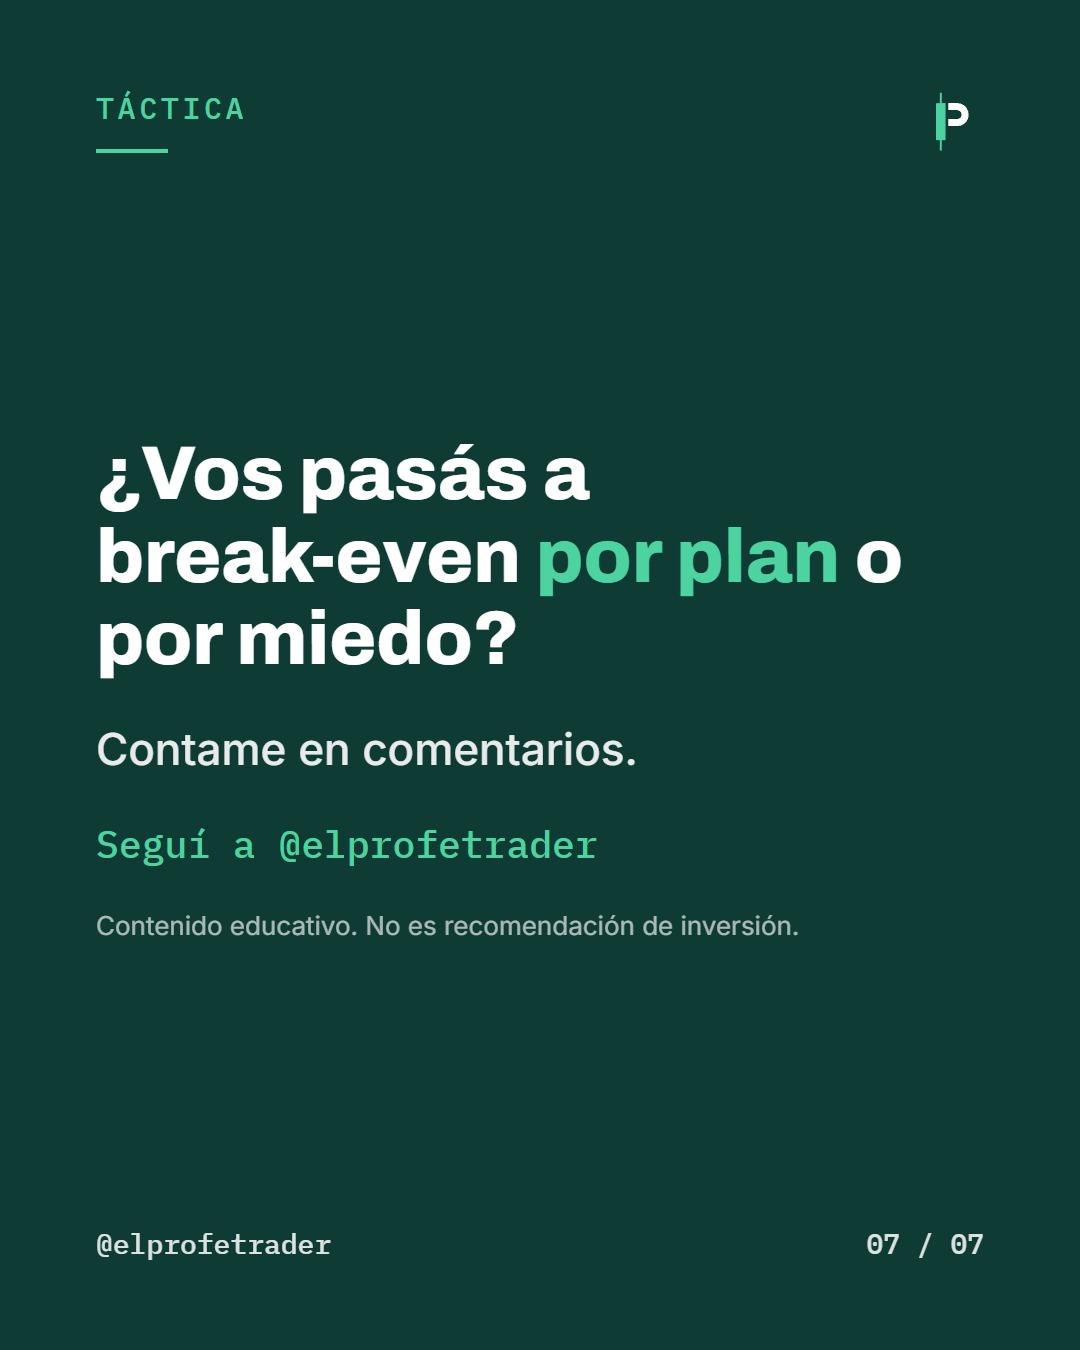 TÁCTICA
¿Vos pasás a
break-even por plan o
por miedo?
Contame en comentarios.
Seguí a @elprofetrader
Contenido educativo. No es recomendación de inversión.
@elprofetrader
07 / 07